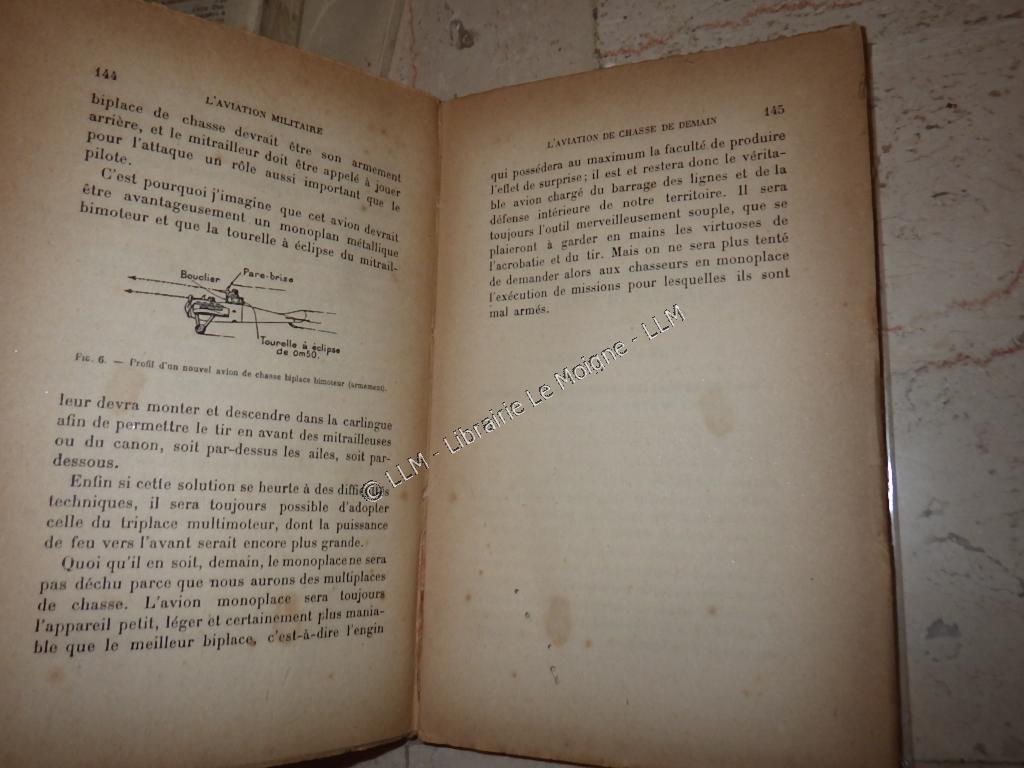 144
L'AVIATION MILITAIRE
biplace de chasse devrait être son armement
arrière, et le mitrailleur doit être appelé à jouer
pour l'attaque un rôle aussi important que le
pilote.
C'est pourquoi j'imagine que cet avion devrait
être avantageusement un monoplan métallique
bimoteur et que la tourelle à éclipse du mitrail-
Bouclier
Pare-brise
Tourelle à éclipse
de 0m50.
FIG. 6. — Profil d'un nouvel avion de chasse biplace bimoteur (armement).
leur devra monter et descendre dans la carlingue
afin de permettre le tir en avant des mitrailleuses
ou du canon, soit par-dessus les ailes, soit par-
dessous.
Enfin si cette solution se heurte à des difficultés
techniques, il sera toujours possible d'adopter
celle du triplace multimoteur, dont la puissance
de feu vers l'avant serait encore plus grande.
Quoi qu'il en soit, demain, le monoplace ne sera
pas déchu parce que nous aurons des multiplaces
de chasse. L'avion monoplace sera toujours
l'appareil petit, léger et certainement plus mania-
ble que le meilleur biplace, c'est-à-dire l'engin
L'AVIATION DE CHASSE DE DEMAIN
145
qui possédera au maximum la faculté de produire
l'effet de surprise; il est et restera donc le vérita-
ble avion chargé du barrage des lignes et de la
défense intérieure de notre territoire. Il sera
toujours l'outil merveilleusement souple, que se
plaieront à garder en mains les virtuoses de
l'acrobatie et du tir. Mais on ne sera plus tenté
de demander alors aux chasseurs en monoplace
l'exécution de missions pour lesquelles ils sont
mal armés.
© LLM - Librairie Le Moigne - LLM